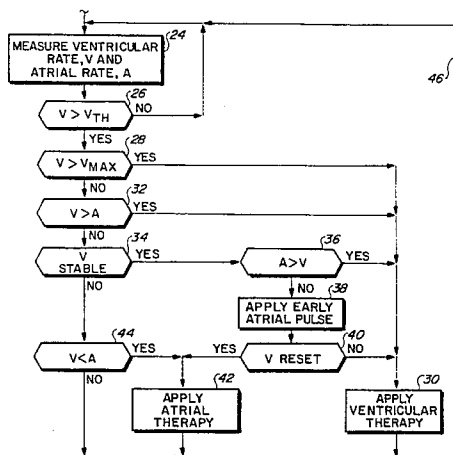 24
MEASURE VENTRICULAR
RATE, V AND
ATRIAL RATE, A
46
26
V > VTH
NO
YES
28
V > VMAX
YES
NO
32
V > A
YES
NO
34
V
STABLE
YES
NO
36
A > V
YES
NO
38
APPLY EARLY
ATRIAL PULSE
40
V RESET
YES
NO
44
V < A
YES
NO
42
APPLY
ATRIAL
THERAPY
30
APPLY
VENTRICULAR
THERAPY